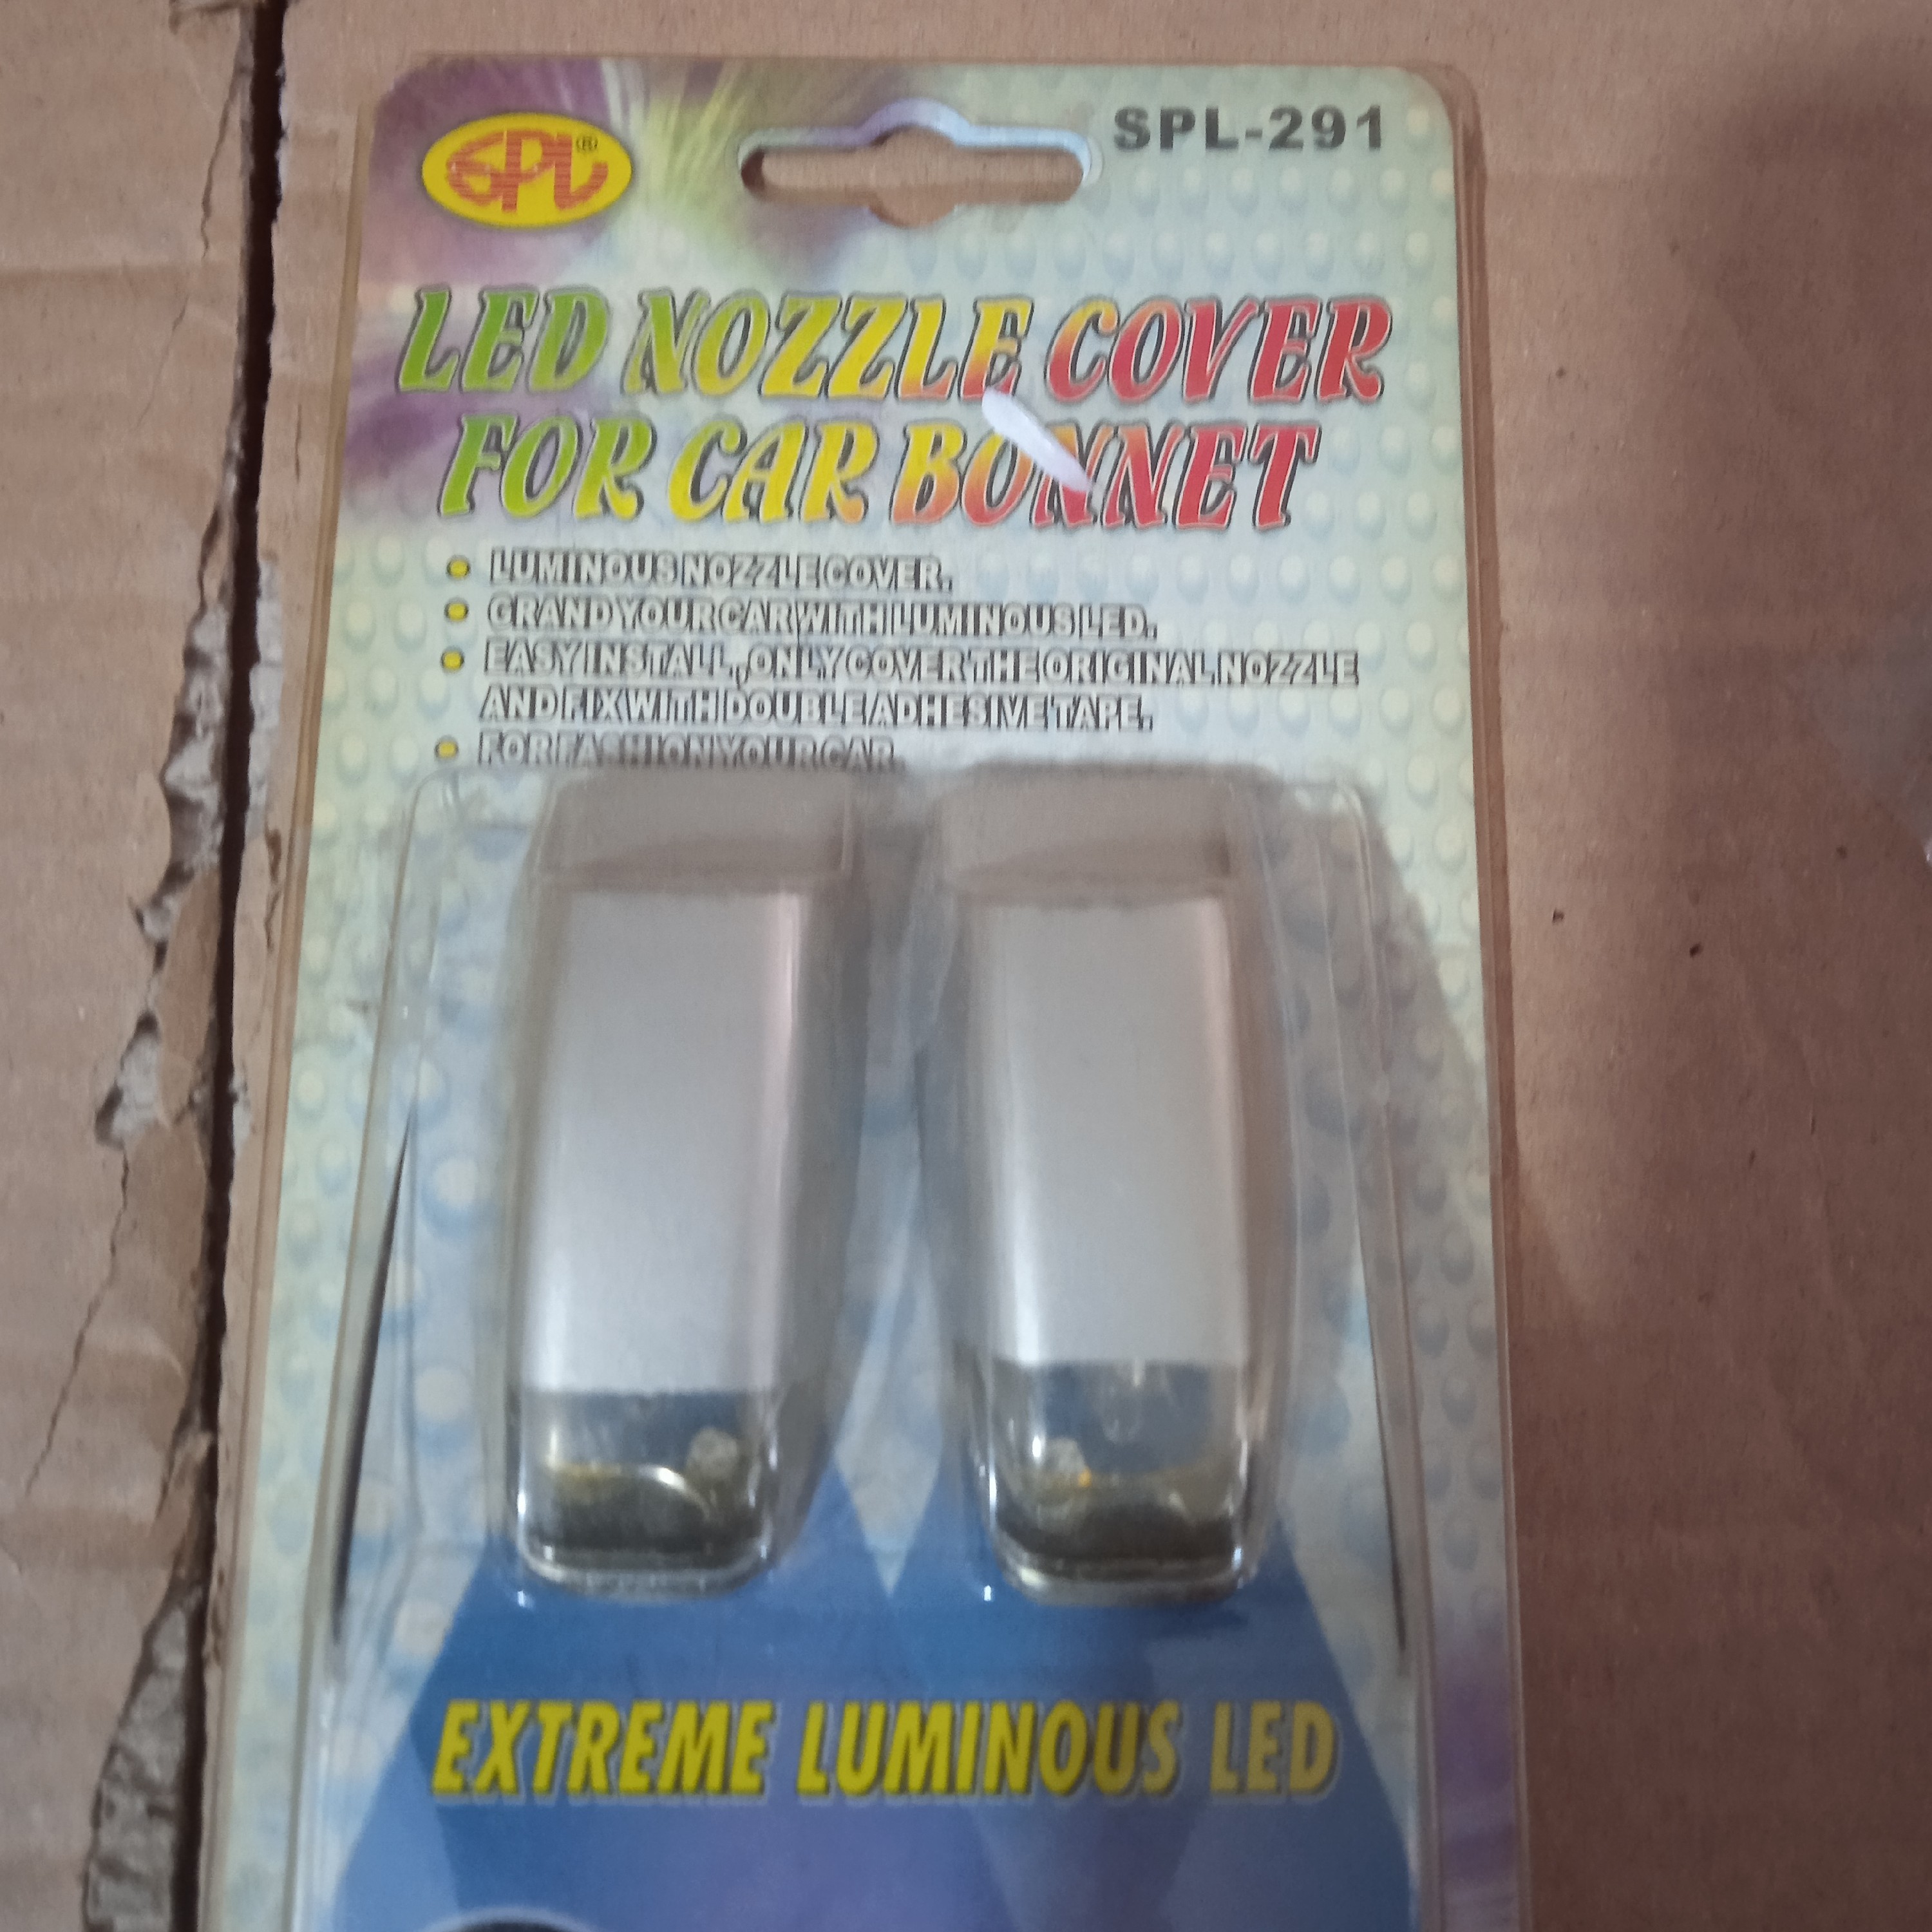 SPL®
SPL-291
LED NOZZLE COVER
FOR CAR BONNET
LUMINOUS NOZZLE COVER.
GRAND YOUR CAR WITH LUMINOUS LED.
EASY INSTALL,,ONLY COVER THE ORIGINAL NOZZLE
AND FIX WITH DOUBLE ADHESIVE TAPE.
FOR FASHION YOUR CAR.
EXTREME LUMINOUS LED